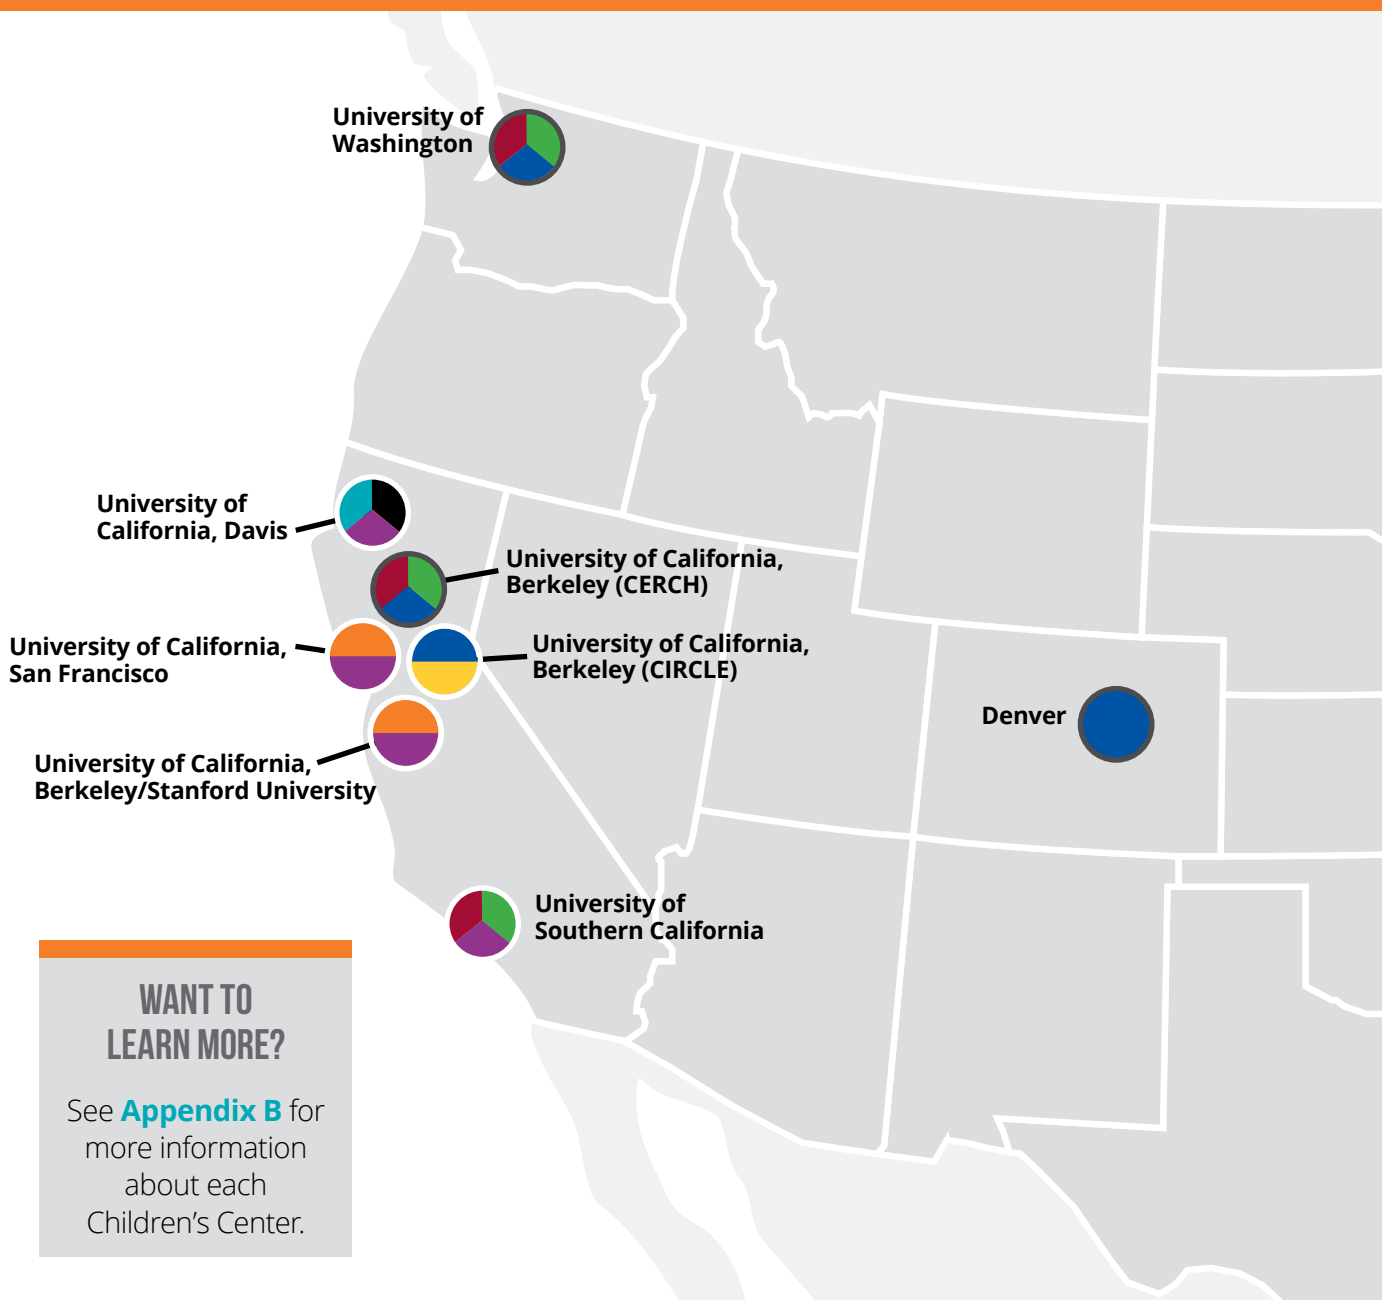 University of
Washington
University of
California, Davis
University of California,
Berkeley (CERCH)
University of California,
San Francisco
University of California,
Berkeley (CIRCLE)
Denver
University of California,
Berkeley/Stanford University
University of
Southern California
WANT TO
LEARN MORE?
See Appendix B for
more information
about each
Children’s Center.